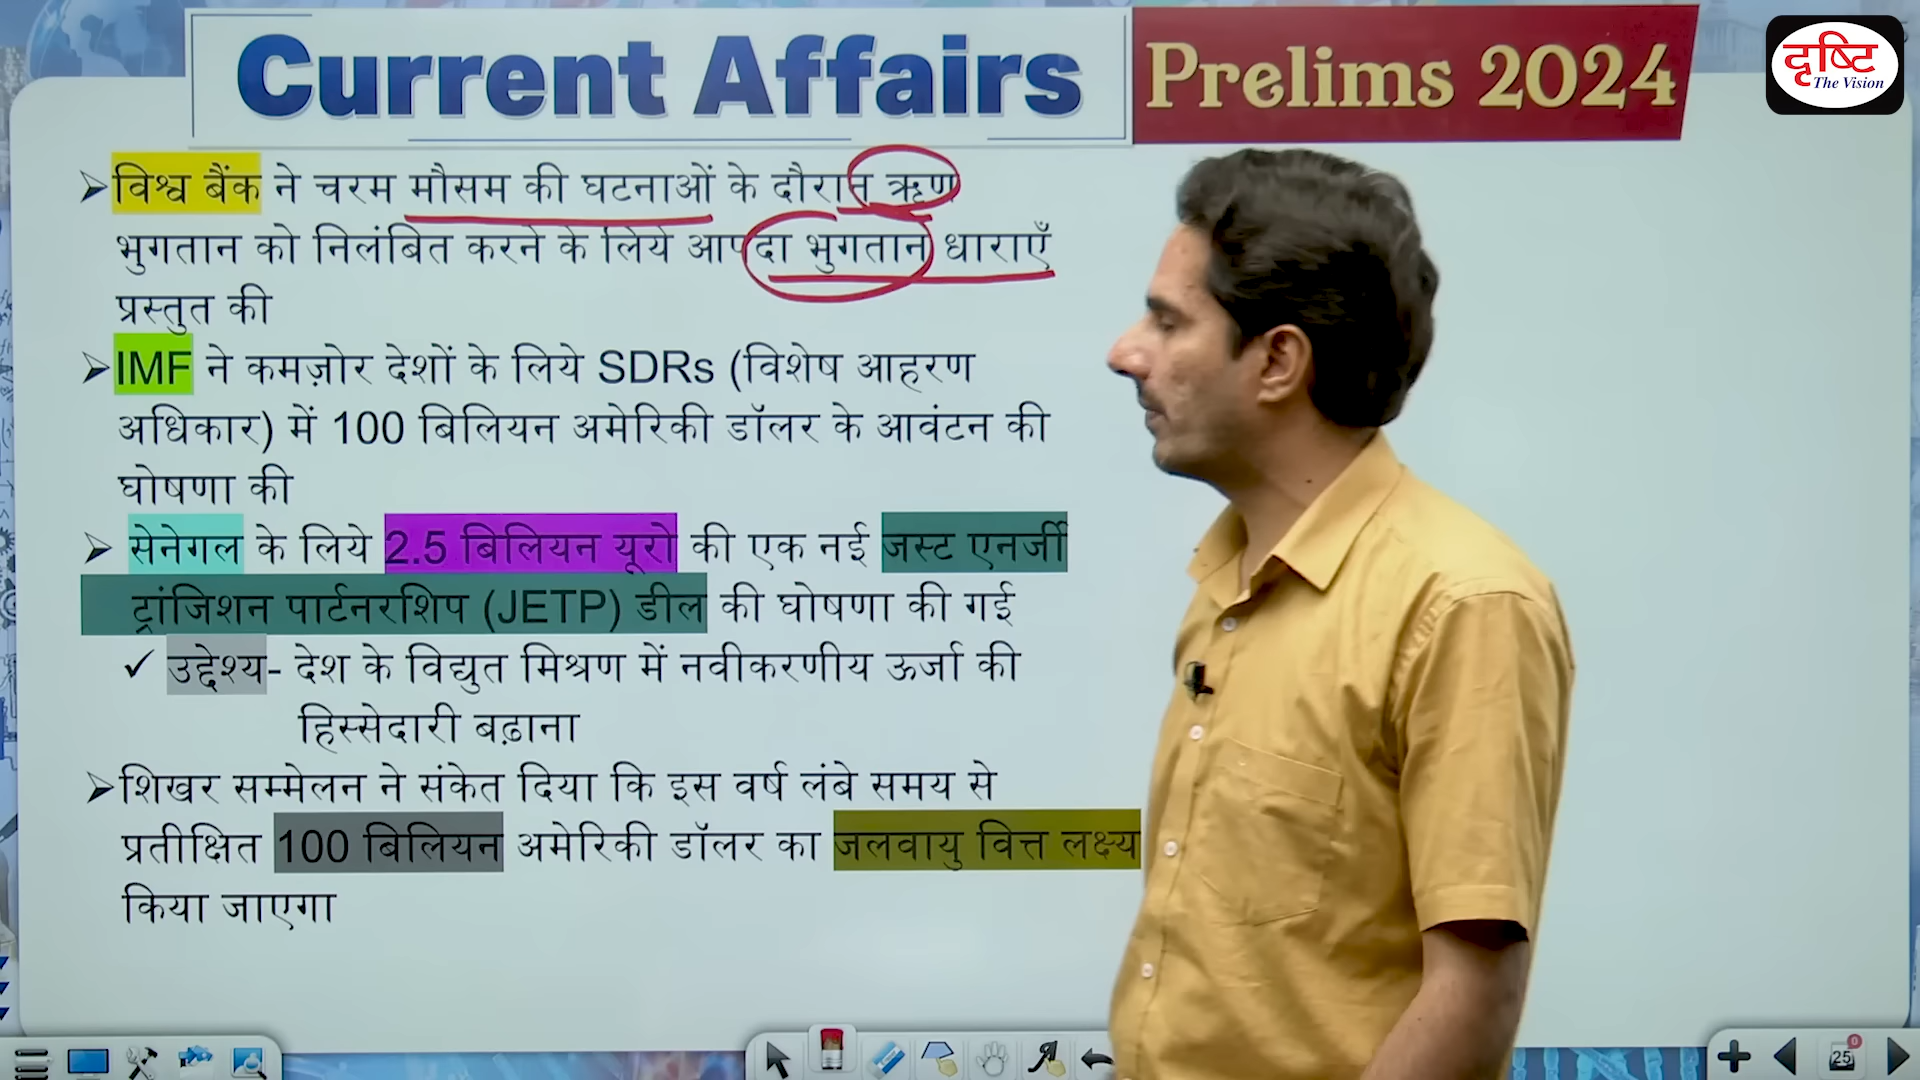 Current Affairs
Prelims 2024
दृष्टि
The Vision
विश्व बैंक ने चरम मौसम की घटनाओं के दौरान ऋण
भुगतान को निलंबित करने के लिये आपदा भुगतान धाराएँ
प्रस्तुत की
IMF ने कमज़ोर देशों के लिये SDRs (विशेष आहरण
अधिकार) में 100 बिलियन अमेरिकी डॉलर के आवंटन की
घोषणा की
सेनेगल के लिये 2.5 बिलियन यूरो की एक नई जस्ट एनर्जी
ट्रांजिशन पार्टनरशिप (JETP) डील की घोषणा की गई
उद्देश्य- देश के विद्युत मिश्रण में नवीकरणीय ऊर्जा की
हिस्सेदारी बढ़ाना
शिखर सम्मेलन ने संकेत दिया कि इस वर्ष लंबे समय से
प्रतीक्षित 100 बिलियन अमेरिकी डॉलर का जलवायु वित्त लक्ष्य
किया जाएगा
25
0